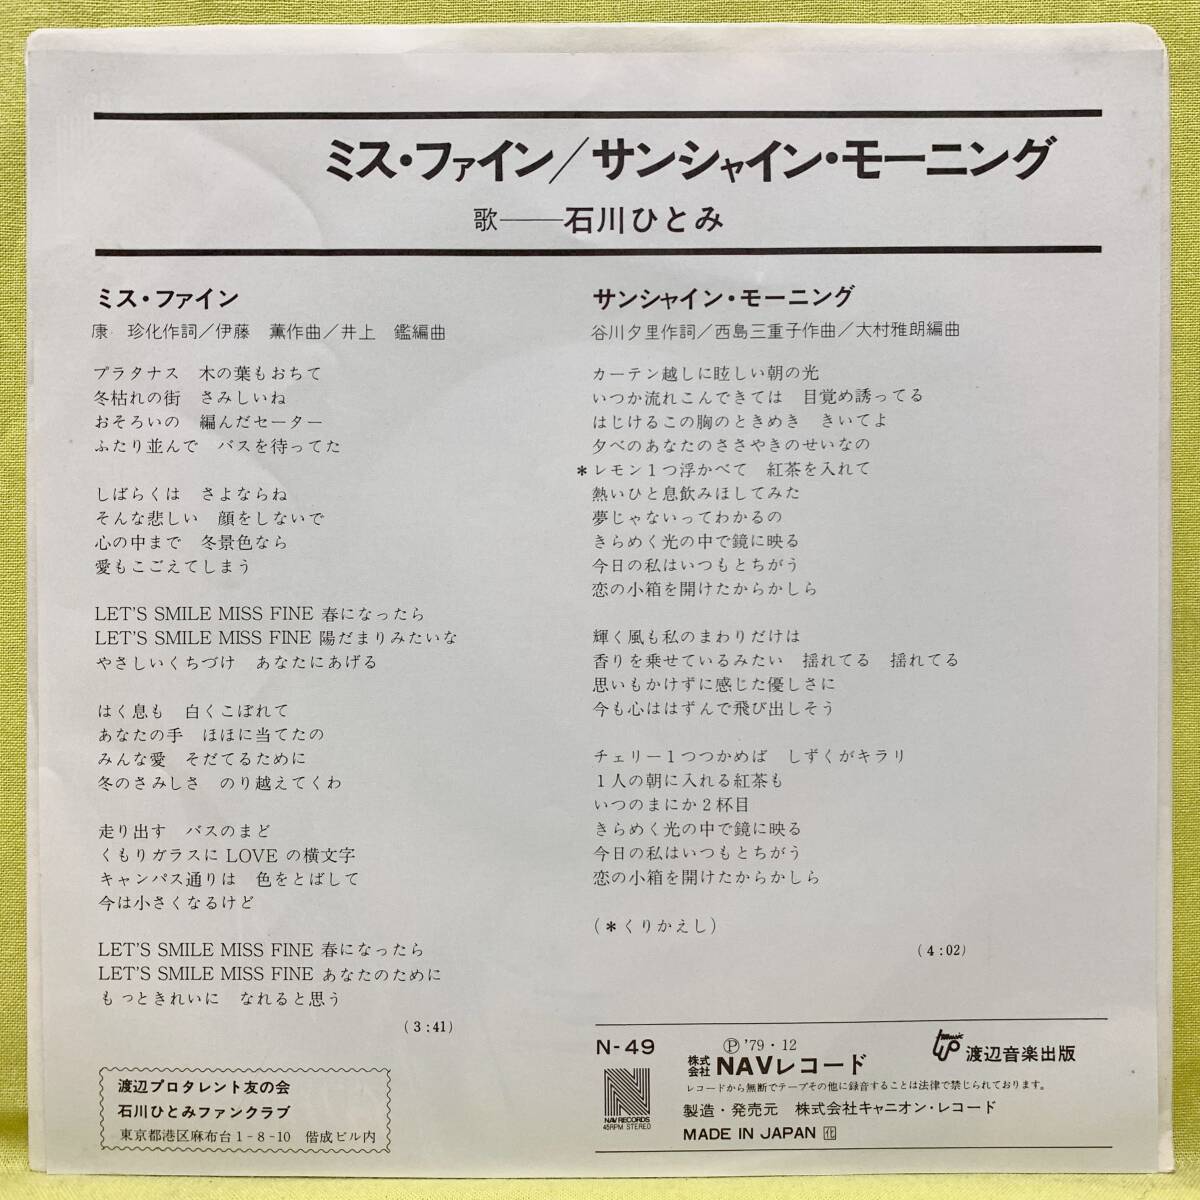 ミス・ファイン/サンシャイン・モーニング
歌――石川ひとみ
ミス・ファイン
康 珍化作詞/伊藤 薫作曲/井上 鑑編曲
プラタナス 木の葉もおちて
冬枯れの街 さみしいね
おそろいの 編んだセーター
ふたり並んで バスを待ってた
しばらくは さよならね
そんな悲しい 顔をしないで
心の中まで 冬景色なら
愛もこごえてしまう
LET'S SMILE MISS FINE 春になったら
LET'S SMILE MISS FINE 陽だまりみたいな
やさしいくちづけ あなたにあげる
はく息も 白くこぼれて
あなたの手 ほほに当てたの
みんな愛 そだてるために
冬のさみしさ のり越えてくわ
走り出す バスのまど
くもりガラスに LOVE の横文字
キャンパス通りは 色をとばして
今は小さくなるけど
LET'S SMILE MISS FINE 春になったら
LET'S SMILE MISS FINE あなたのために
もっときれいに なれると思う
(3:41)
渡辺プロタレント友の会
石川ひとみファンクラブ
東京都港区麻布台1-8-10 偕成ビル内
サンシャイン・モーニング
谷川夕里作詞/西島三重子作曲/大村雅朗編曲
カーテン越しに眩しい朝の光
いつか流れこんできては 目覚め誘ってる
はじけるこの胸のときめき きいてよ
夕べのあなたのささやきのせいなの
*レモン1つ浮かべて 紅茶を入れて
熱いひと息飲みほしてみた
夢じゃないってわかるの
きらめく光の中で鏡に映る
今日の私はいつもとちがう
恋の小箱を開けたからかしら
輝く風も私のまわりだけは
香りを乗せているみたい 揺れてる 揺れてる
思いもかけずに感じた優しさに
今も心ははずんで飛び出しそう
チェリー1つつかめば しずくがキラリ
1人の朝に入れる紅茶も
いつのまにか2杯目
きらめく光の中で鏡に映る
今日の私はいつもとちがう
恋の小箱を開けたからかしら
(*くりかえし)
(4:02)
N-49
Ⓟ'79・12
株式会社 NAVレコード
music
渡辺音楽出版
レコードから無断でテープその他に録音することは法律で禁じられております。
N
NAV RECORDS
45RPM STEREO
製造・発売元 株式会社キャニオン・レコード
MADE IN JAPAN 化